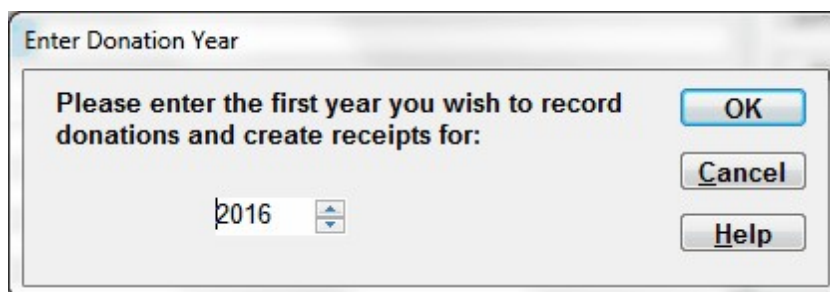 Enter Donation Year
Please enter the first year you wish to record
donations and create receipts for:
OK
Cancel
2016
Help